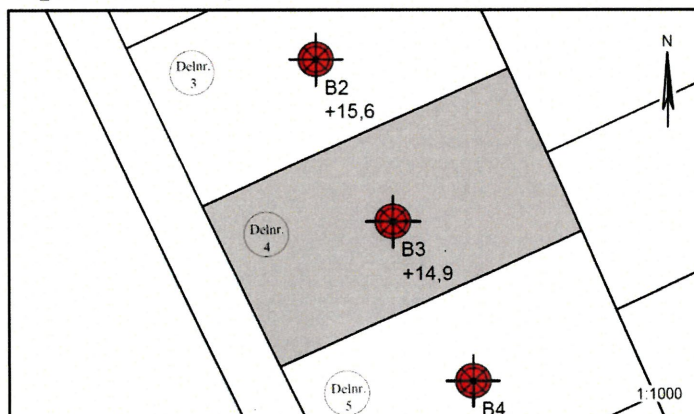 N
Delnr.
3
B2
+15,6
Delnr.
4
B3
+14,9
Delnr.
5
B4
1:1000